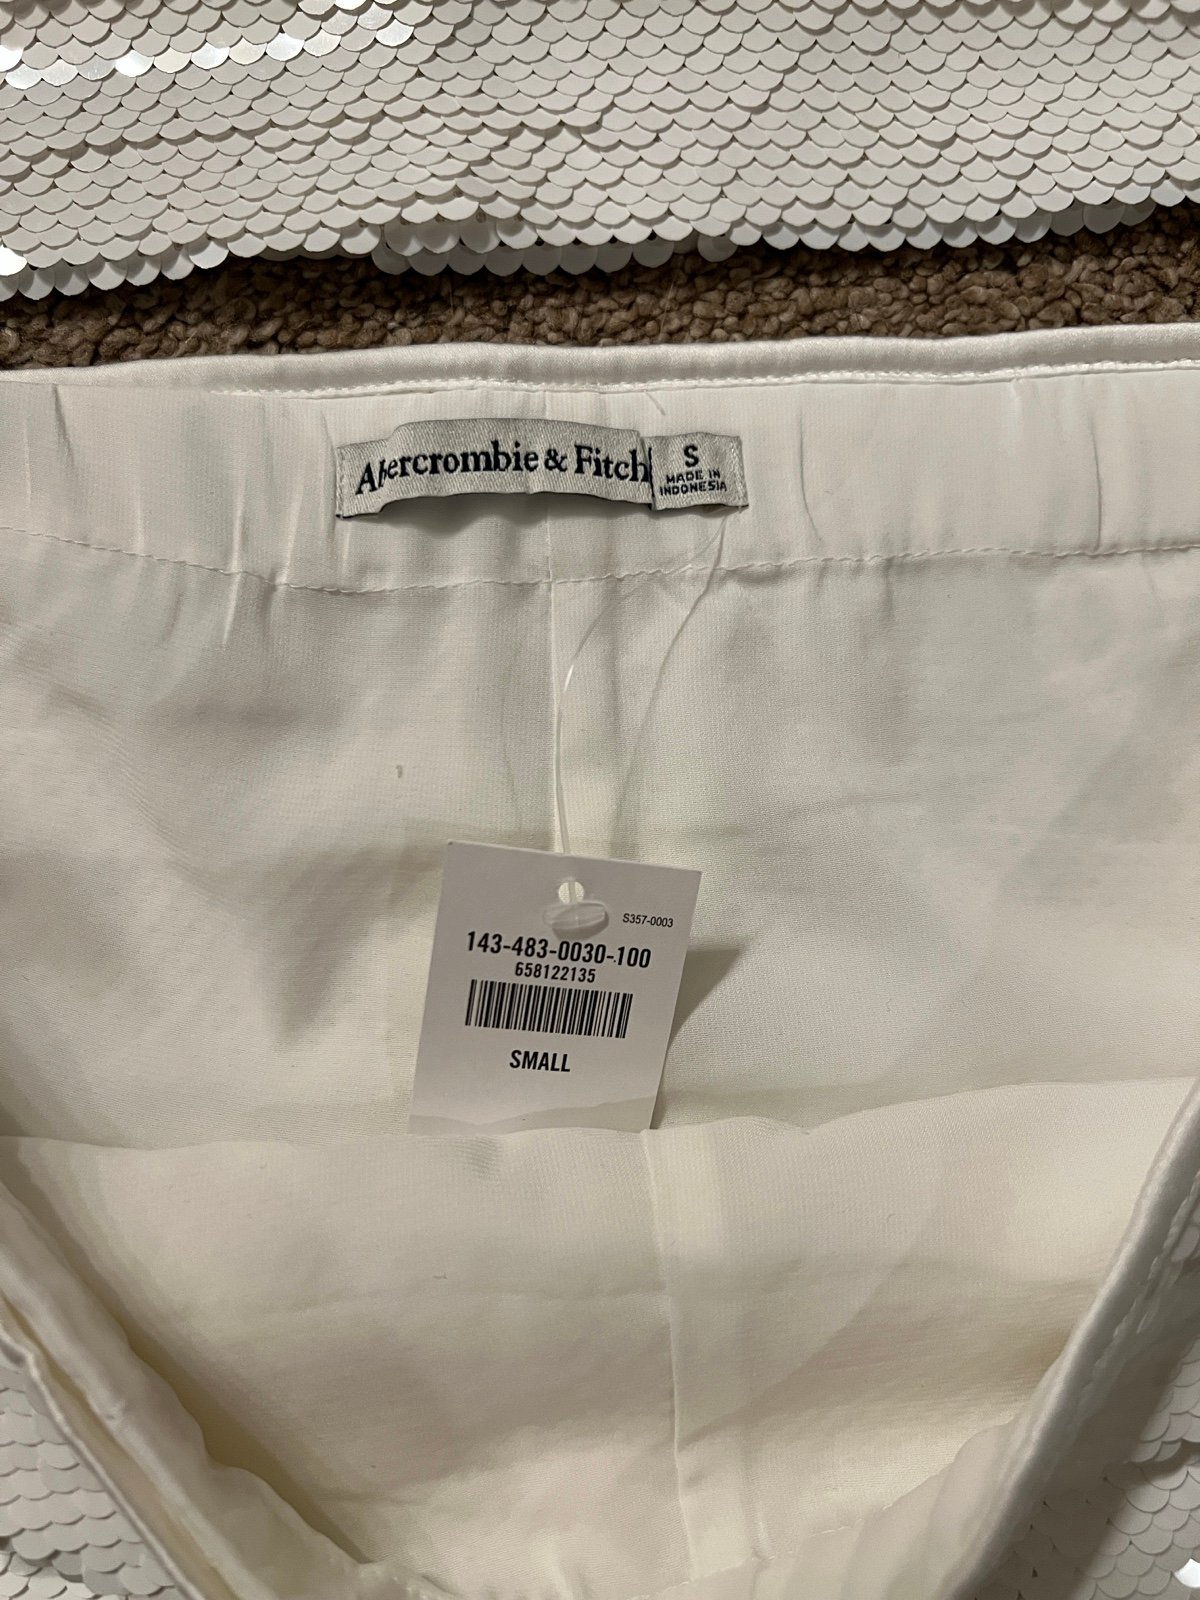 Abercrombie & Fitch
S
MADE IN
INDONESIA
S357-0003
143-483-0030-100
658122135
SMALL